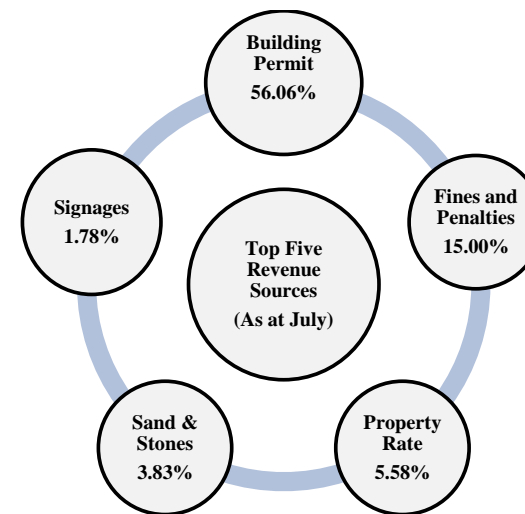 Building
Permit
56.06%
Fines and
Penalties
15.00%
Property
Rate
5.58%
Sand &
Stones
3.83%
Signages
1.78%
Top Five
Revenue
Sources
(As at July)